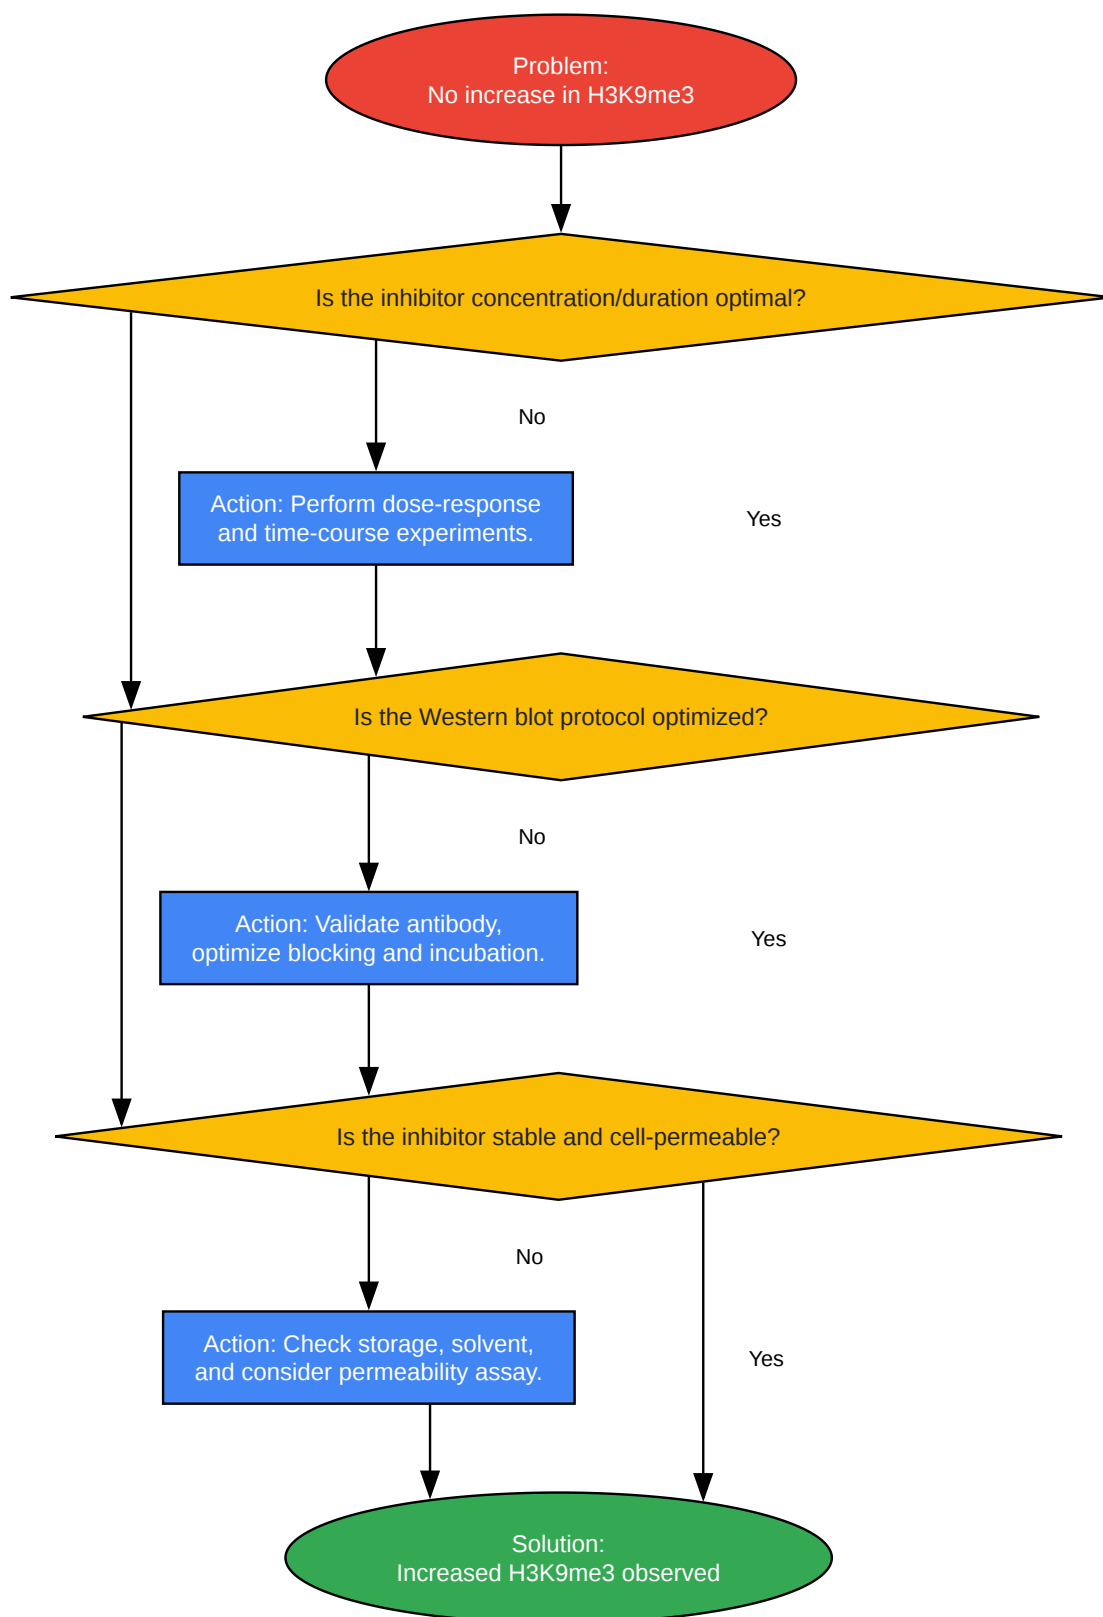 Problem:
No increase in H3K9me3
Is the inhibitor concentration/duration optimal?
No
Action: Perform dose-response
and time-course experiments.
Yes
Is the Western blot protocol optimized?
No
Action: Validate antibody,
optimize blocking and incubation.
Yes
Is the inhibitor stable and cell-permeable?
No
Action: Check storage, solvent,
and consider permeability assay.
Yes
Solution:
Increased H3K9me3 observed